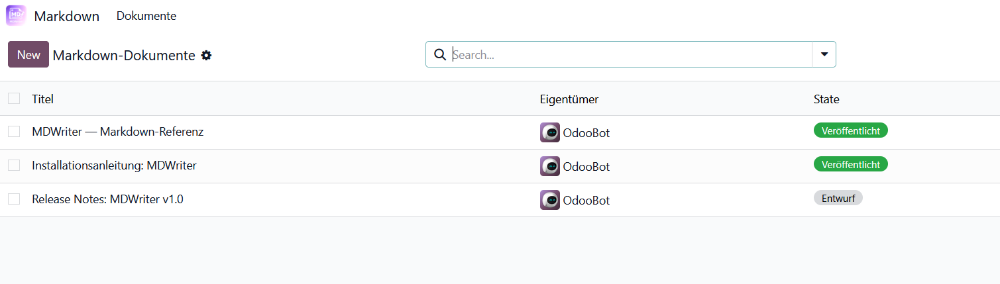 Markdown Dokumente
New Markdown-Dokumente Search...
Titel Eigentümer State
MDWriter — Markdown-Referenz OdooBot Veröffentlicht
Installationsanleitung: MDWriter OdooBot Veröffentlicht
Release Notes: MDWriter v1.0 OdooBot Entwurf